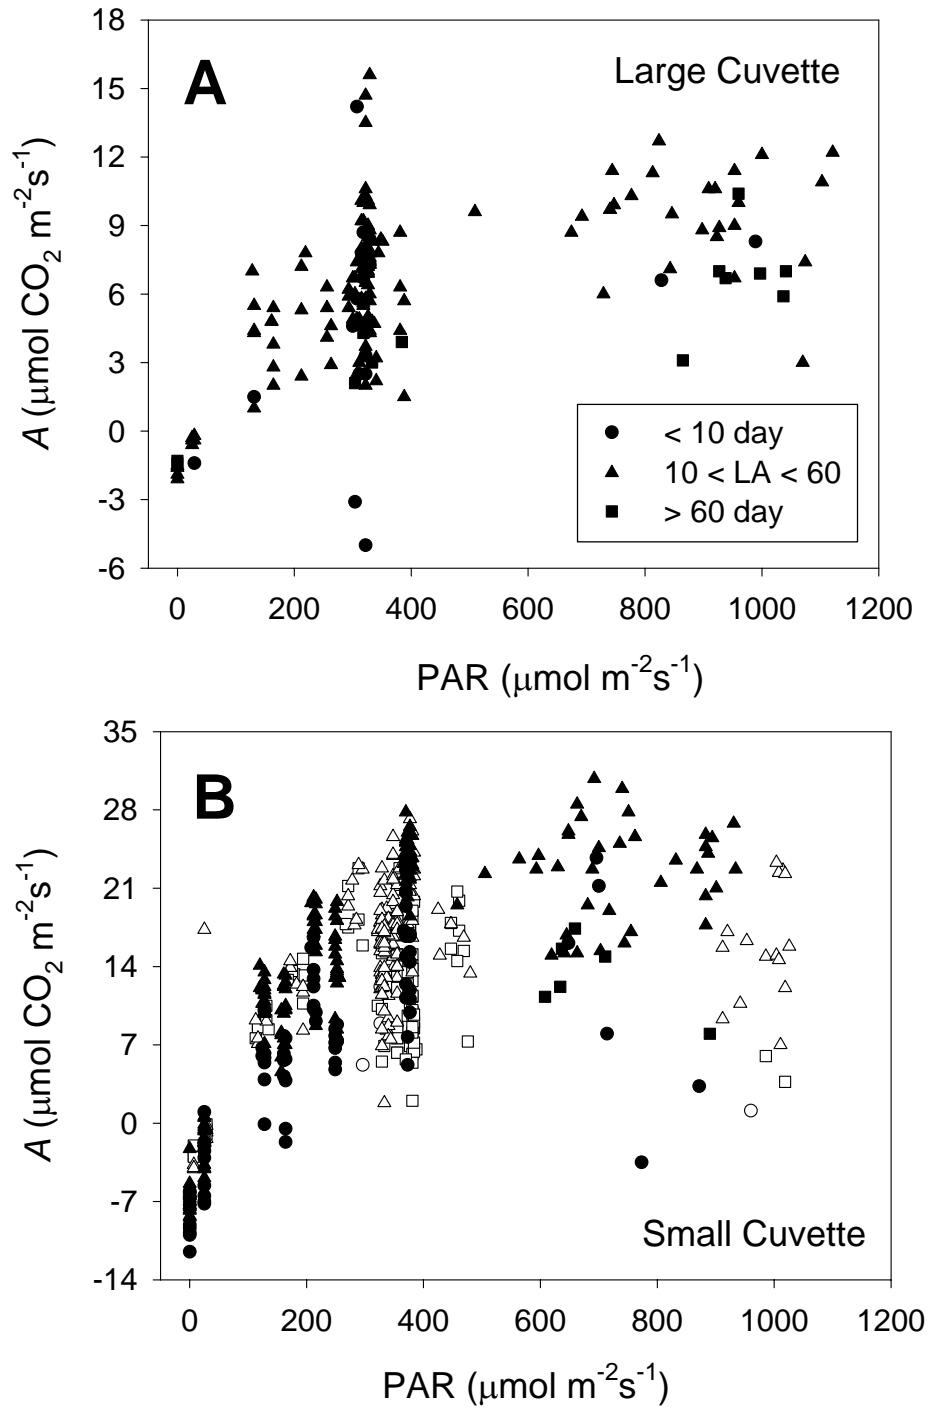 18
15
12
9
6
3
0
-3
-6
A (μmol CO2 m-2s-1)
A
Large Cuvette
< 10 day
10 < LA < 60
> 60 day
0 200 400 600 800 1000 1200
PAR (μmol m-2s-1)
35
28
21
14
7
0
-7
-14
A (μmol CO2 m-2s-1)
B
Small Cuvette
0 200 400 600 800 1000 1200
PAR (μmol m-2s-1)